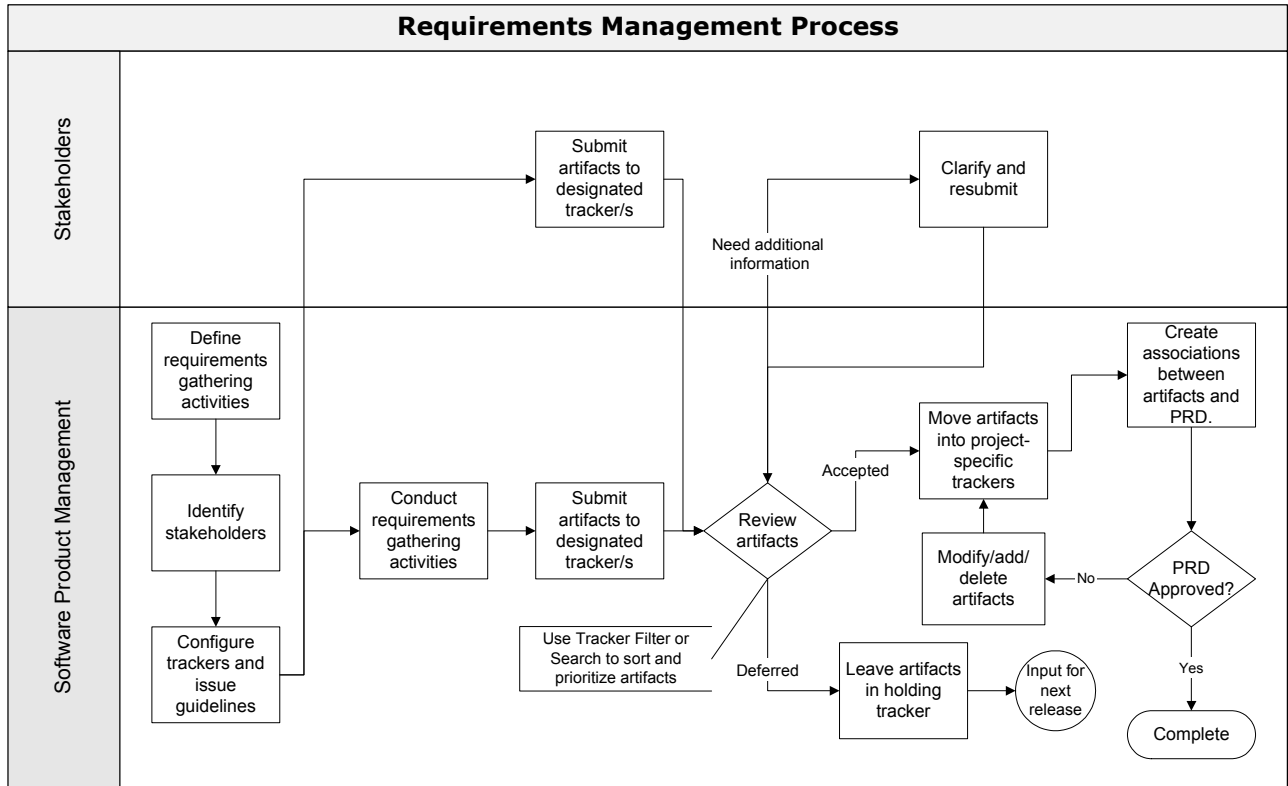 Requirements Management Process
Stakeholders
Submit
artifacts to
designated
tracker/s
Clarify and
resubmit
Need additional
information
Software Product Management
Define
requirements
gathering
activities
Identify
stakeholders
Configure
trackers and
issue
guidelines
Conduct
requirements
gathering
activities
Submit
artifacts to
designated
tracker/s
Review
artifacts
Use Tracker Filter or
Search to sort and
prioritize artifacts
Accepted
Deferred
Move artifacts
into project-
specific
trackers
Create
associations
between
artifacts and
PRD.
Modify/add/
delete
artifacts
No
PRD
Approved?
Yes
Leave artifacts
in holding
tracker
Input for
next
release
Complete